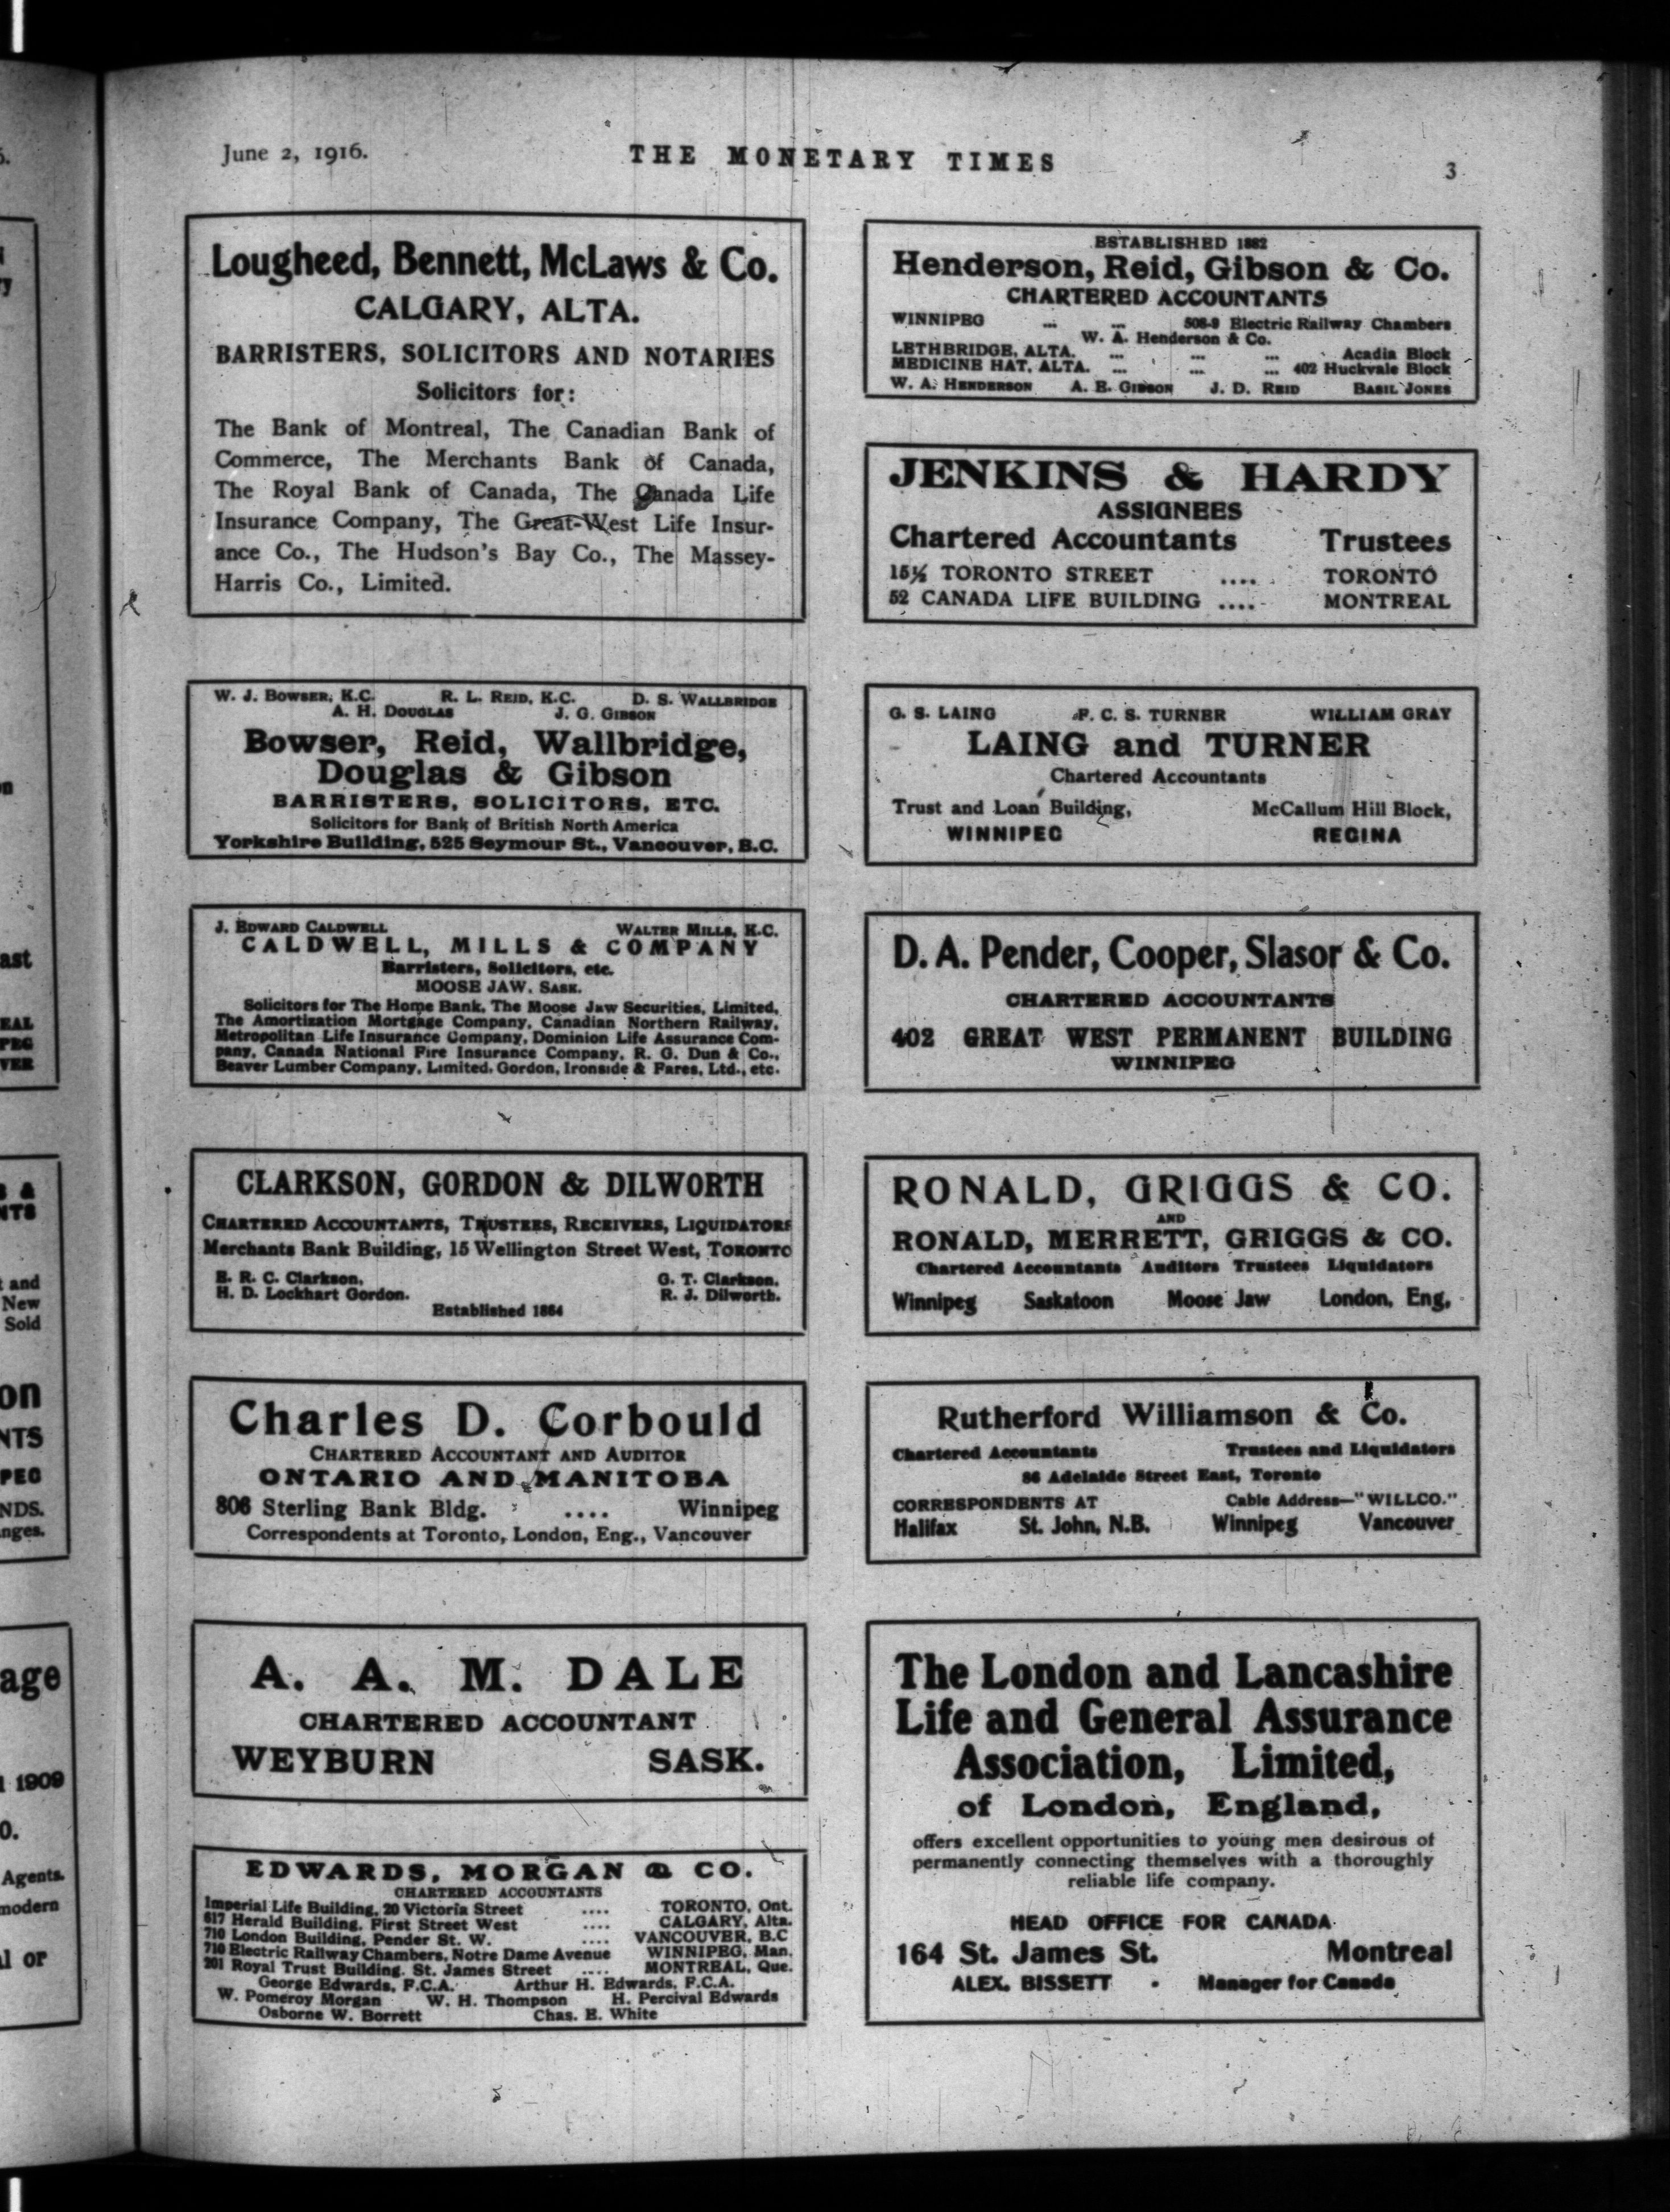 June 2, 1916.
THE MONETARY TIMES
3
Lougheed, Bennett, McLaws & Co.
CALGARY, ALTA.
BARRISTERS, SOLICITORS AND NOTARIES
Solicitors for:
The Bank of Montreal, The Canadian Bank of
Commerce, The Merchants Bank of Canada,
The Royal Bank of Canada, The Canada Life
Insurance Company, The Great-West Life Insur-
ance Co., The Hudson's Bay Co., The Massey-
Harris Co., Limited.
W. J. BOWSER, K.C. R. L. REID, K.C. D. S. WALLBRIDGE
A. H. DOUGLAS J. G. GIBSON
Bowser, Reid, Wallbridge,
Douglas & Gibson
BARRISTERS, SOLICITORS, ETC.
Solicitors for Bank of British North America
Yorkshire Building, 525 Seymour St., Vancouver, B.C.
J. EDWARD CALDWELL WALTER MILLS, K.C.
CALDWELL, MILLS & COMPANY
Barristers, Solicitors, etc.
MOOSE JAW, SASK.
Solicitors for The Home Bank, The Moose Jaw Securities, Limited,
The Amortization Mortgage Company, Canadian Northern Railway,
Metropolitan Life Insurance Company, Dominion Life Assurance Com-
pany, Canada National Fire Insurance Company, R. G. Dun & Co.,
Beaver Lumber Company, Limited, Gordon, Ironside & Fares, Ltd., etc.
CLARKSON, GORDON & DILWORTH
CHARTERED ACCOUNTANTS, TRUSTEES, RECEIVERS, LIQUIDATORS
Merchants Bank Building, 15 Wellington Street West, TORONTO
E. R. C. Clarkson, G. T. Clarkson,
H. D. Lockhart Gordon. R. J. Dilworth.
Established 1864
Charles D. Corbould
CHARTERED ACCOUNTANT AND AUDITOR
ONTARIO AND MANITOBA
806 Sterling Bank Bldg. .... Winnipeg
Correspondents at Toronto, London, Eng., Vancouver
A. A. M. DALE
CHARTERED ACCOUNTANT
WEYBURN SASK.
EDWARDS, MORGAN & CO.
CHARTERED ACCOUNTANTS
Imperial Life Building, 20 Victoria Street .... TORONTO, Ont.
617 Herald Building, First Street West .... CALGARY, Alta.
710 London Building, Pender St. W. .... VANCOUVER, B.C
710 Electric Railway Chambers, Notre Dame Avenue WINNIPEG, Man.
201 Royal Trust Building, St. James Street .... MONTREAL, Que.
George Edwards, F.C.A. Arthur H. Edwards, F.C.A.
W. Pomeroy Morgan W. H. Thompson H. Percival Edwards
Osborne W. Borrett Chas. E. White
ESTABLISHED 1882
Henderson, Reid, Gibson & Co.
CHARTERED ACCOUNTANTS
WINNIPEG ... ... 508-9 Electric Railway Chambers
W. A. Henderson & Co.
LETHBRIDGE, ALTA. ... ... ... Acadia Block
MEDICINE HAT, ALTA. ... ... ... 402 Huckvale Block
W. A. HENDERSON A. E. GIBSON J. D. REID BASIL JONES
JENKINS & HARDY
ASSIGNEES
Chartered Accountants Trustees
15½ TORONTO STREET .... TORONTO
52 CANADA LIFE BUILDING .... MONTREAL
G. S. LAING F. C. S. TURNER WILLIAM GRAY
LAING and TURNER
Chartered Accountants
Trust and Loan Building, McCallum Hill Block,
WINNIPEG REGINA
D. A. Pender, Cooper, Slasor & Co.
CHARTERED ACCOUNTANTS
402 GREAT WEST PERMANENT BUILDING
WINNIPEG
RONALD, GRIGGS & CO.
AND
RONALD, MERRETT, GRIGGS & CO.
Chartered Accountants Auditors Trustees Liquidators
Winnipeg Saskatoon Moose Jaw London, Eng.
Rutherford Williamson & Co.
Chartered Accountants Trustees and Liquidators
86 Adelaide Street East, Toronto
CORRESPONDENTS AT Cable Address—"WILLCO."
Halifax St. John, N.B. Winnipeg Vancouver
The London and Lancashire
Life and General Assurance
Association, Limited,
of London, England,
offers excellent opportunities to young men desirous of
permanently connecting themselves with a thoroughly
reliable life company.
HEAD OFFICE FOR CANADA
164 St. James St. Montreal
ALEX. BISSETT - Manager for Canada